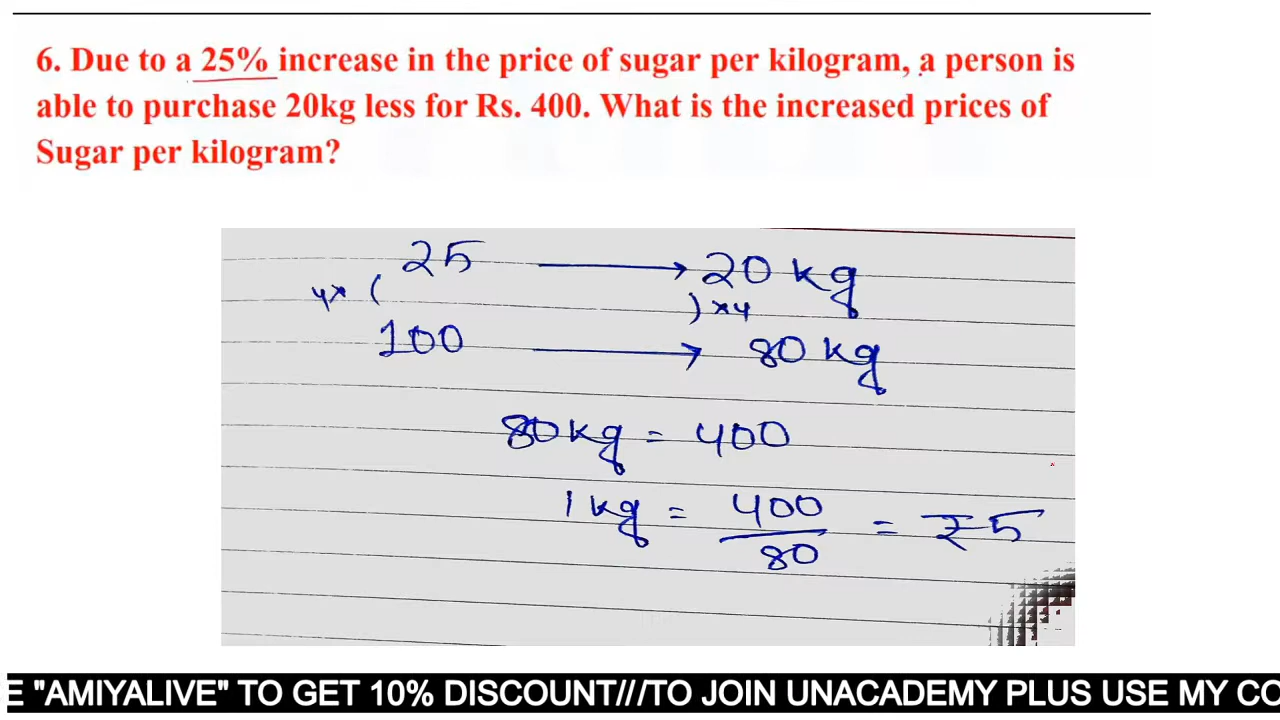 6. Due to a 25% increase in the price of sugar per kilogram, a person is
able to purchase 20kg less for Rs. 400. What is the increased prices of
Sugar per kilogram?
25 → 20 kg
4x ( ) x4
100 → 80 kg
80 kg = 400
1 kg = 400/80 = ₹5
E "AMIYALIVE" TO GET 10% DISCOUNT///TO JOIN UNACADEMY PLUS USE MY CO